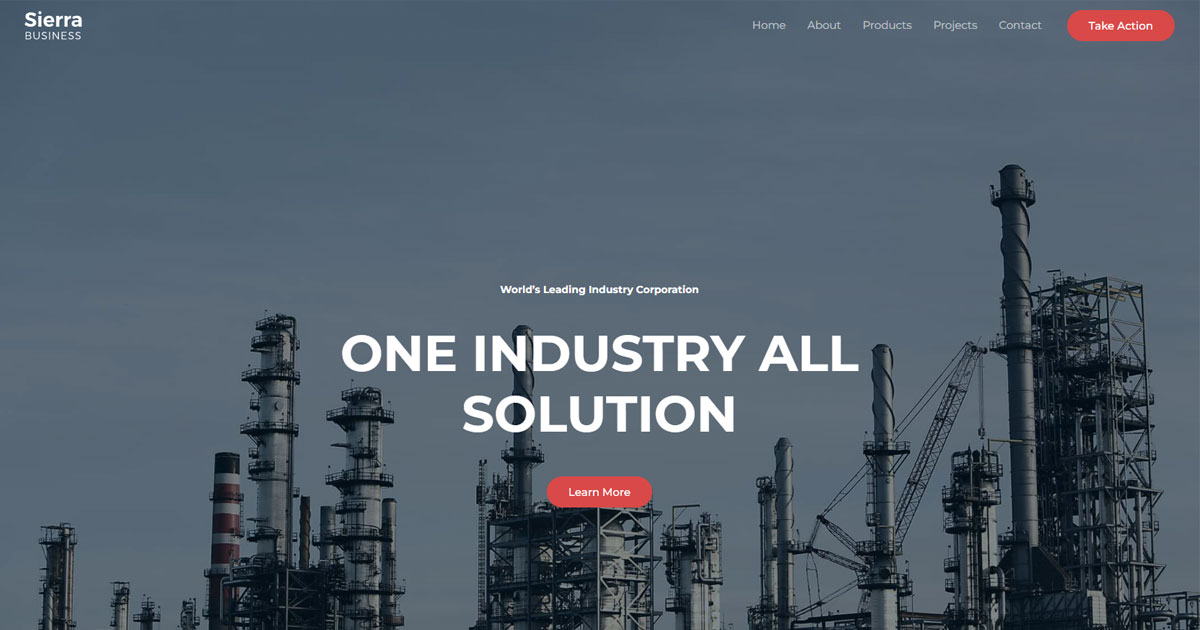 Sierra
BUSINESS
Home About Products Projects Contact Take Action
World's Leading Industry Corporation
ONE INDUSTRY ALL
SOLUTION
Learn More